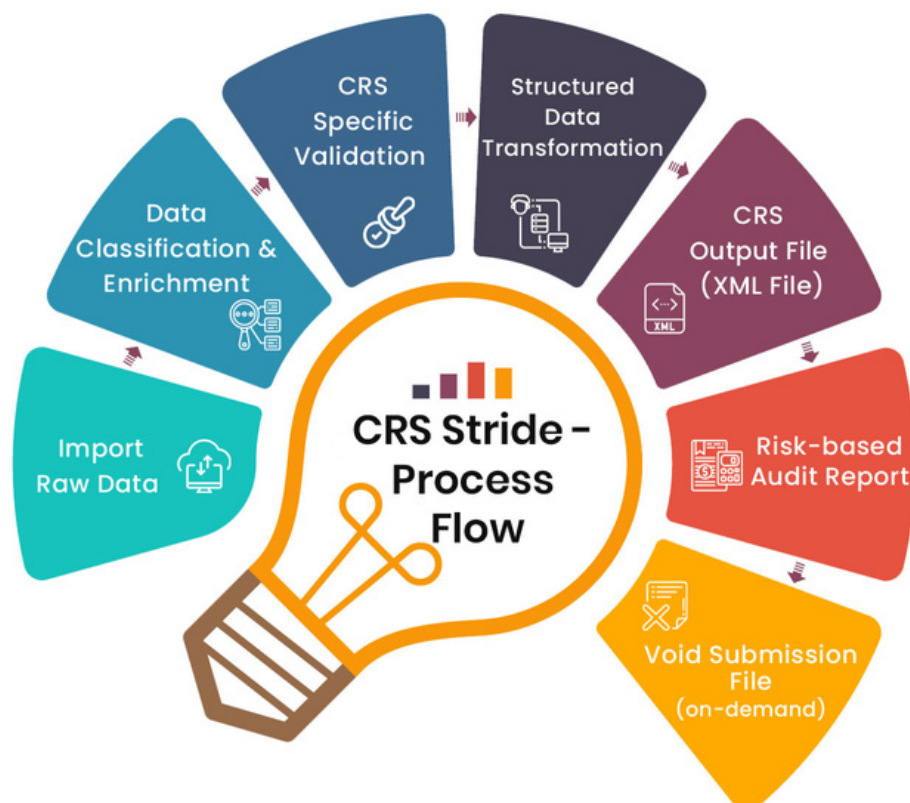 Import
Raw Data
Data
Classification &
Enrichment
CRS
Specific
Validation
Structured
Data
Transformation
CRS
Output File
(XML File)
XML
Risk-based
Audit Report
Void Submission
File
(on-demand)
CRS Stride -
Process
Flow